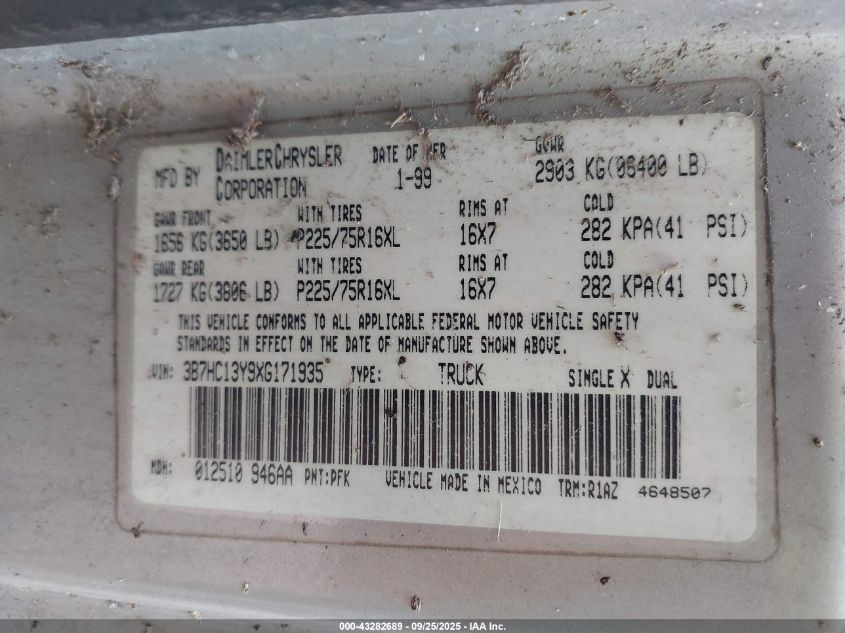 MFD BY DAIMLERCHRYSLER CORPORATION DATE OF MFR 1-99 GVWR 2903 KG(06400 LB)
GAWR FRONT WITH TIRES RIMS AT COLD
1656 KG(3650 LB) P225/75R16XL 16X7 282 KPA(41 PSI)
GAWR REAR WITH TIRES RIMS AT COLD
1727 KG(3806 LB) P225/75R16XL 16X7 282 KPA(41 PSI)
THIS VEHICLE CONFORMS TO ALL APPLICABLE FEDERAL MOTOR VEHICLE SAFETY
STANDARDS IN EFFECT ON THE DATE OF MANUFACTURE SHOWN ABOVE.
VIN: 3B7HC13Y9XG171935 TYPE: TRUCK SINGLE X DUAL
MDH: 012510 946AA PNT:PFK VEHICLE MADE IN MEXICO TRM:R1AZ 4648507
000-43282689 - 09/25/2025 - IAA Inc.